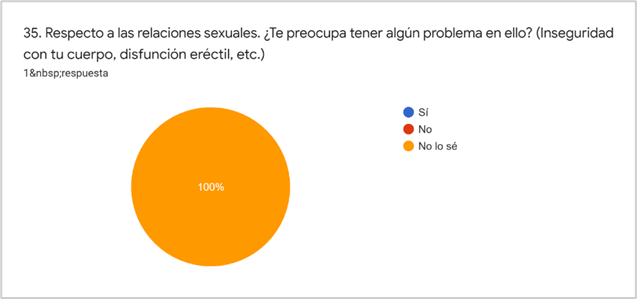 35. Respecto a las relaciones sexuales. ¿Te preocupa tener algún problema en ello? (Inseguridad
con tu cuerpo, disfunción eréctil, etc.)
1&nbsp;respuesta
Sí
No
No lo sé
100%